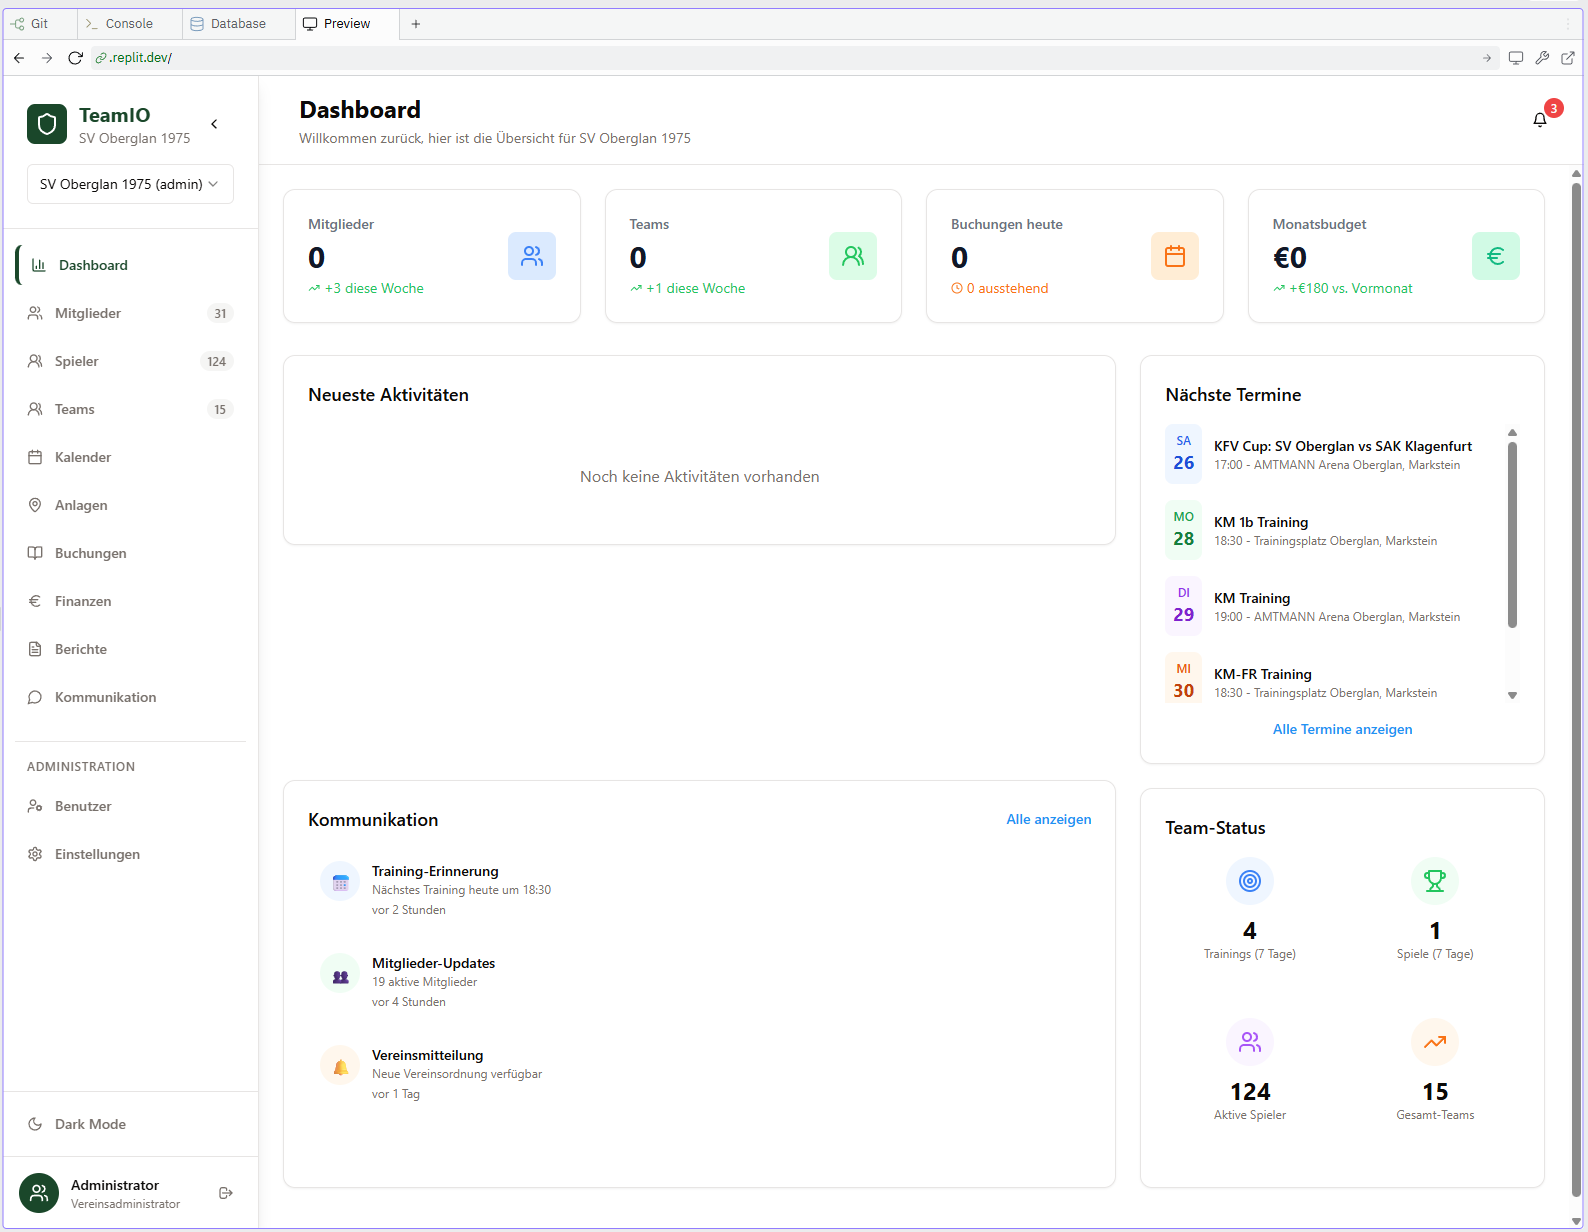 Git
Console
Database
Preview
.replit.dev/
TeamIO
SV Oberglan 1975
SV Oberglan 1975 (admin)
Dashboard
Mitglieder 31
Spieler 124
Teams 15
Kalender
Anlagen
Buchungen
Finanzen
Berichte
Kommunikation
ADMINISTRATION
Benutzer
Einstellungen
Dark Mode
Administrator
Vereinsadministrator
Dashboard
Willkommen zurück, hier ist die Übersicht für SV Oberglan 1975
3
Mitglieder
0
+3 diese Woche
Teams
0
+1 diese Woche
Buchungen heute
0
0 ausstehend
Monatsbudget
€0
+€180 vs. Vormonat
Neueste Aktivitäten
Noch keine Aktivitäten vorhanden
Nächste Termine
SA
26
KFV Cup: SV Oberglan vs SAK Klagenfurt
17:00 - AMTMANN Arena Oberglan, Markstein
MO
28
KM 1b Training
18:30 - Trainingsplatz Oberglan, Markstein
DI
29
KM Training
19:00 - AMTMANN Arena Oberglan, Markstein
MI
30
KM-FR Training
18:30 - Trainingsplatz Oberglan, Markstein
Alle Termine anzeigen
Kommunikation
Alle anzeigen
Training-Erinnerung
Nächstes Training heute um 18:30
vor 2 Stunden
Mitglieder-Updates
19 aktive Mitglieder
vor 4 Stunden
Vereinsmitteilung
Neue Vereinsordnung verfügbar
vor 1 Tag
Team-Status
4
Trainings (7 Tage)
1
Spiele (7 Tage)
124
Aktive Spieler
15
Gesamt-Teams